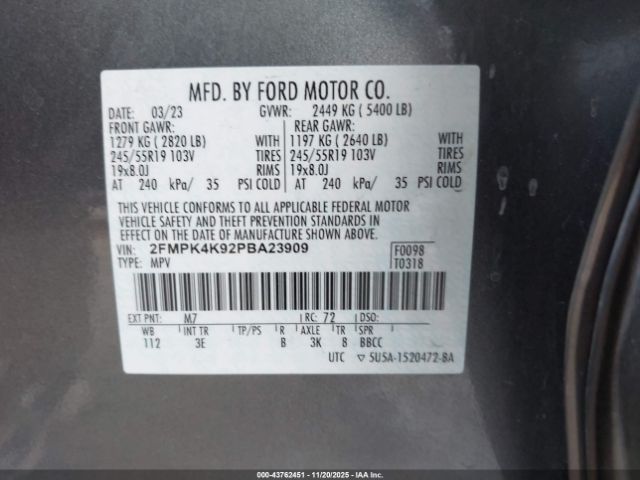 MFD. BY FORD MOTOR CO.
DATE: 03/23 GVWR: 2449 KG ( 5400 LB)
FRONT GAWR: REAR GAWR:
1279 KG ( 2820 LB) WITH 1197 KG ( 2640 LB) WITH
245/55R19 103V TIRES 245/55R19 103V TIRES
19x8.0J RIMS 19x8.0J RIMS
AT 240 kPa/ 35 PSI COLD AT 240 kPa/ 35 PSI COLD
THIS VEHICLE CONFORMS TO ALL APPLICABLE FEDERAL MOTOR
VEHICLE SAFETY AND THEFT PREVENTION STANDARDS IN
EFFECT ON THE DATE OF MANUFACTURE SHOWN ABOVE.
VIN: 2FMPK4K92PBA23909 F0098
TYPE: MPV T0318
EXT PNT: M7 RC: 72 DSO:
WB INT TR TP/PS R AXLE TR SPR
112 3E B 3K 8 BBCC
UTC ▽ 5U5A-1520472-BA
000-43762451 | 11/20/2025 | IAAI.com